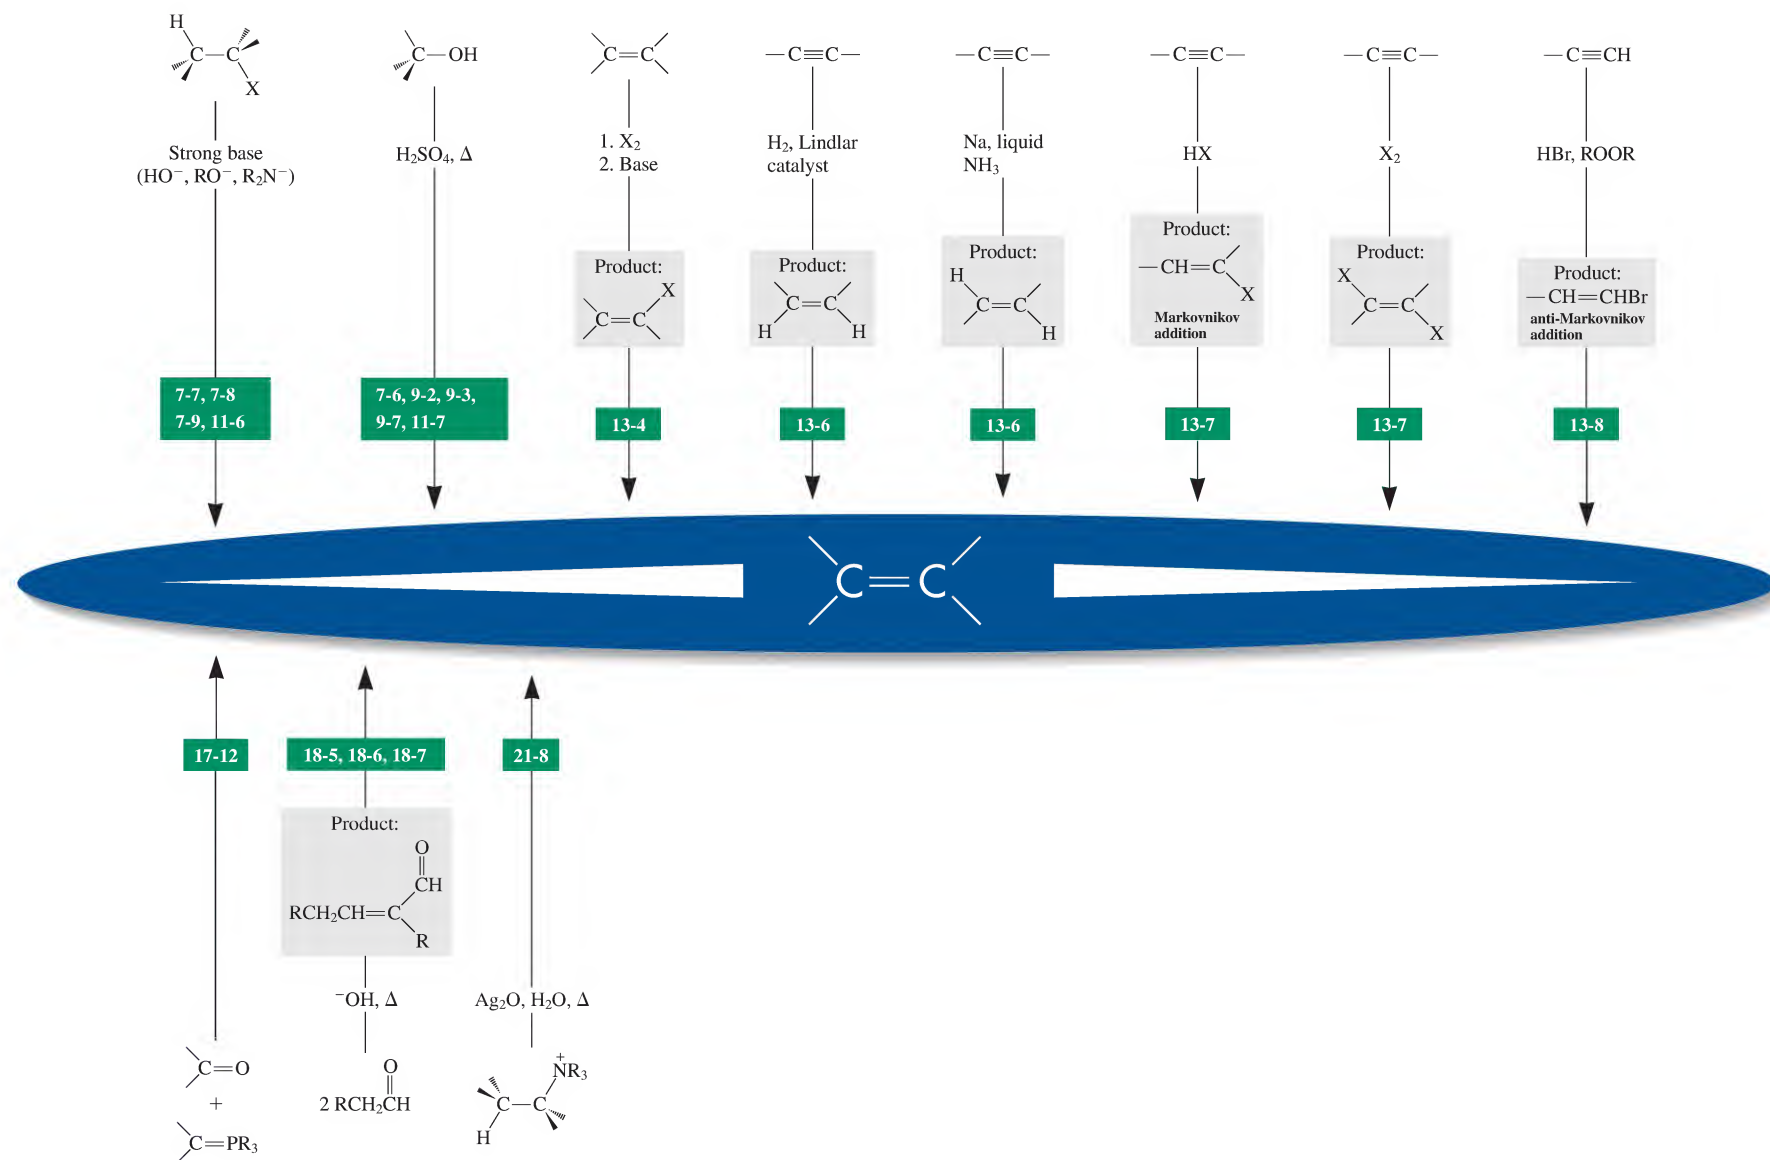 H
C—C
X
Strong base
(HO⁻, RO⁻, R₂N⁻)
7-7, 7-8
7-9, 11-6
C—OH
H₂SO₄, Δ
7-6, 9-2, 9-3,
9-7, 11-7
C=C
1. X₂
2. Base
Product:
X
C=C
13-4
—C≡C—
H₂, Lindlar
catalyst
Product:
C=C
H H
13-6
—C≡C—
Na, liquid
NH₃
Product:
H
C=C
H
13-6
—C≡C—
HX
Product:
—CH=C
X
Markovnikov
addition
13-7
—C≡C—
X₂
Product:
X
C=C
X
13-7
—C≡CH
HBr, ROOR
Product:
—CH=CHBr
anti-Markovnikov
addition
13-8
C=C
17-12
C=O
+
C=PR₃
18-5, 18-6, 18-7
Product:
O
CH
RCH₂CH=C
R
⁻OH, Δ
O
2 RCH₂CH
21-8
Ag₂O, H₂O, Δ
+
NR₃
C—C
H